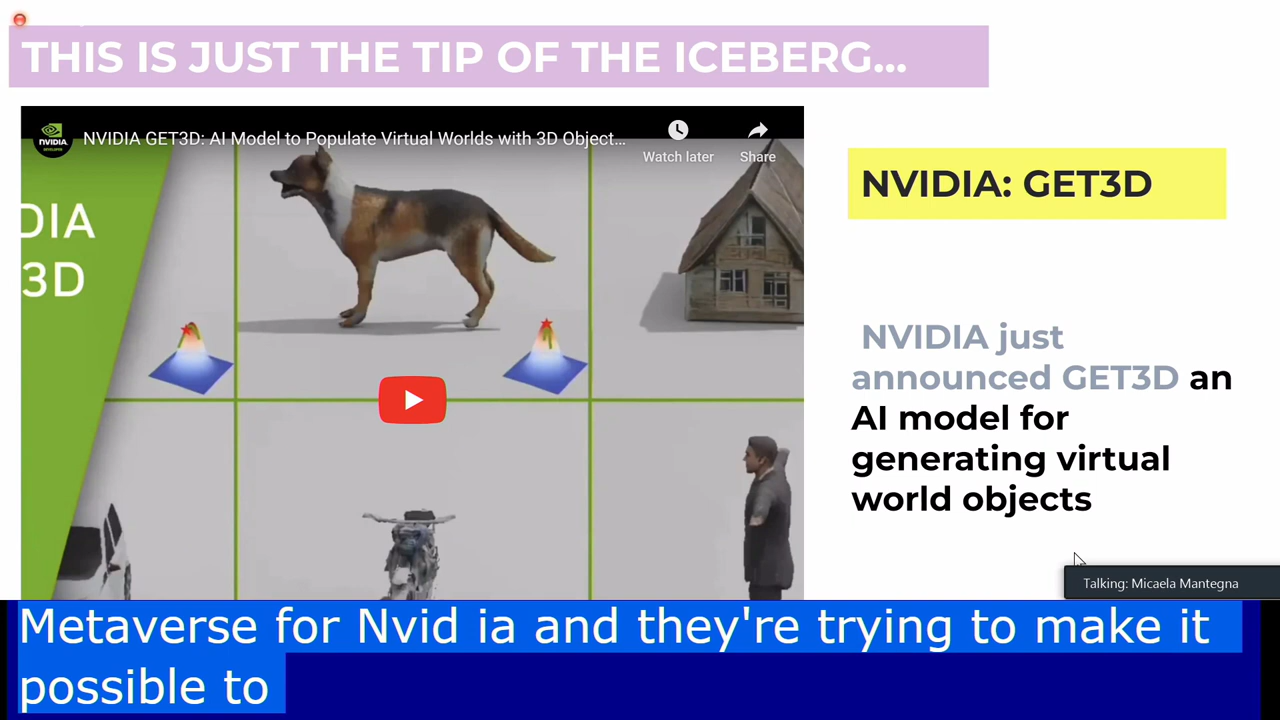 THIS IS JUST THE TIP OF THE ICEBERG...
NVIDIA GET3D: AI Model to Populate Virtual Worlds with 3D Object...
Watch later
Share
NVIDIA
DEVELOPER
DIA
3D
NVIDIA: GET3D
NVIDIA just
announced GET3D an
AI model for
generating virtual
world objects
Talking: Micaela Mantegna
Metaverse for Nvid ia and they're trying to make it
possible to